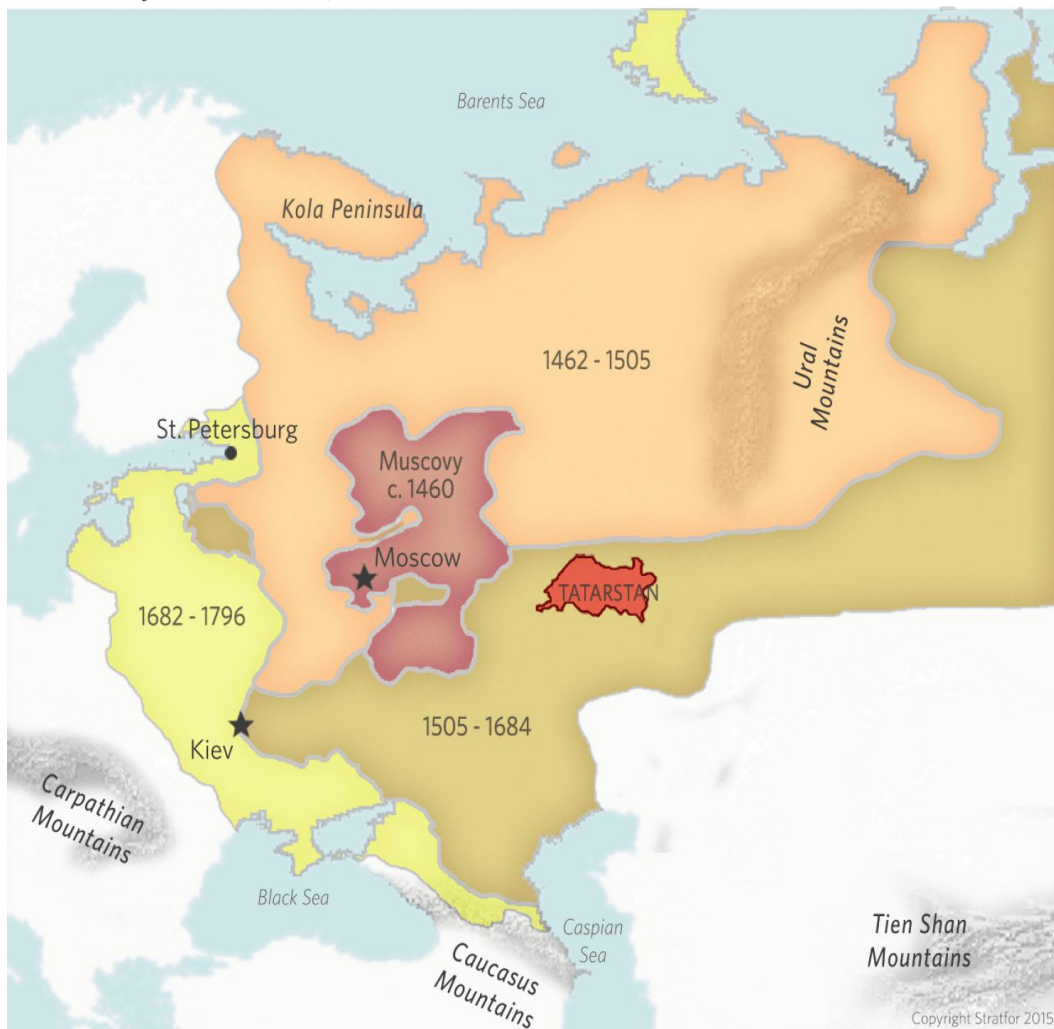 Barents Sea
Kola Peninsula
1462 - 1505
Ural
Mountains
St. Petersburg
Muscovy
c. 1460
Moscow
TATARSTAN
1682 - 1796
1505 - 1684
Kiev
Carpathian
Mountains
Black Sea
Caspian
Sea
Caucasus
Mountains
Tien Shan
Mountains
Copyright Stratfor 2015